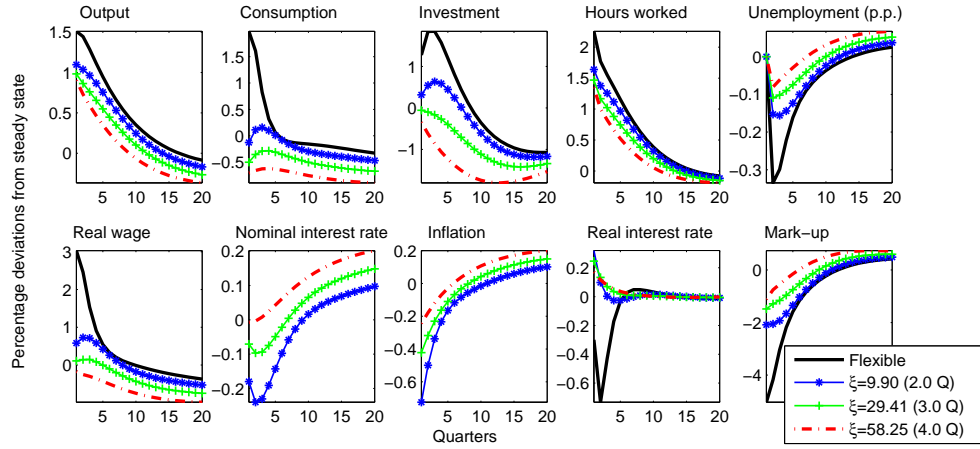 Output
Consumption
Investment
Hours worked
Unemployment (p.p.)
Percentage deviations from steady state
1.5
1
0.5
0
5 10 15 20
2
1.5
1
0.5
0
−0.5
5 10 15 20
1
0
−1
5 10 15 20
2
1.5
1
0.5
0
5 10 15 20
0
−0.1
−0.2
−0.3
5 10 15 20
Real wage
Nominal interest rate
Inflation
Real interest rate
Mark−up
3
2
1
0
5 10 15 20
0.2
0.1
0
−0.1
−0.2
5 10 15 20
0.2
0
−0.2
−0.4
−0.6
5 10 15 20
0.2
0
−0.2
−0.4
−0.6
5 10 15 20
0
−2
−4
Quarters
Flexible
ξ=9.90 (2.0 Q)
ξ=29.41 (3.0 Q)
ξ=58.25 (4.0 Q)